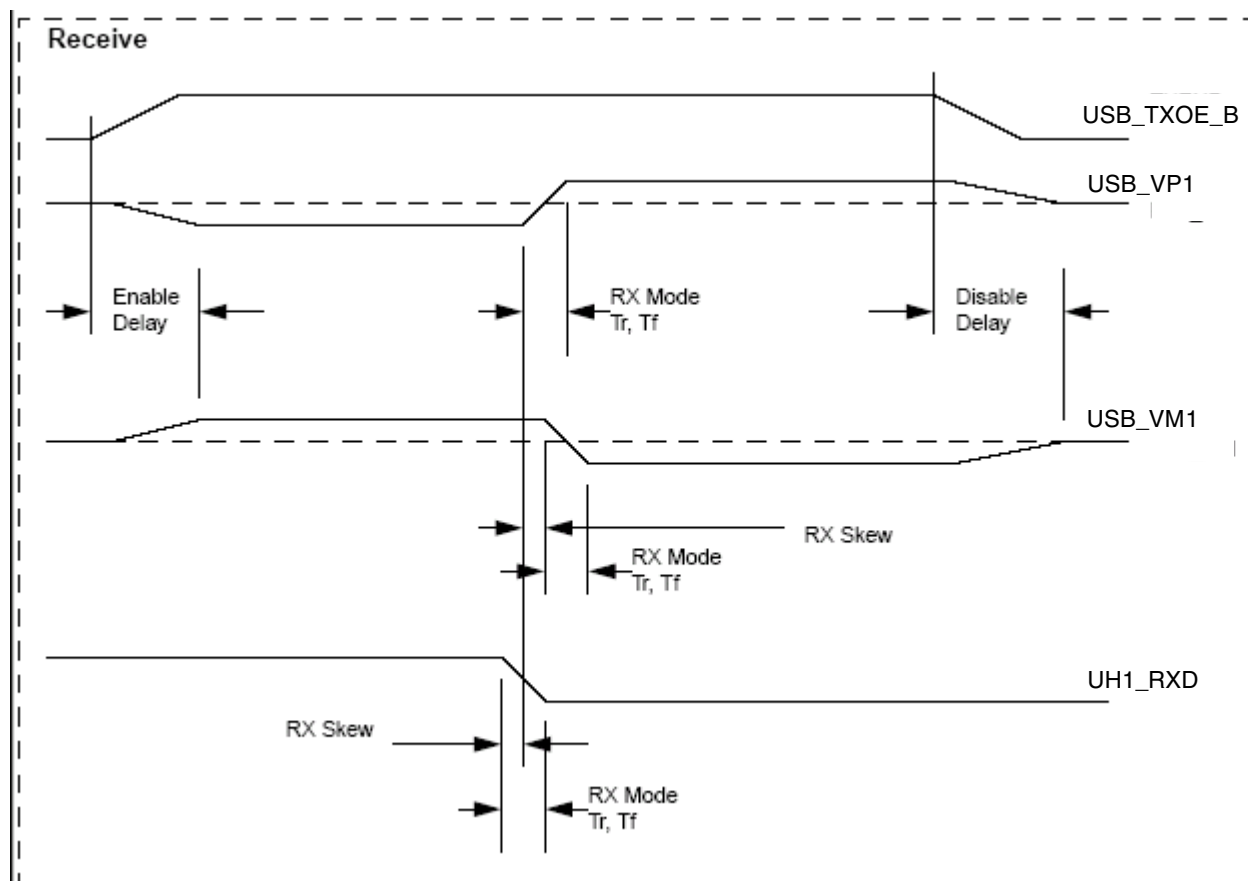 Receive
USB_TXOE_B
USB_VP1
Enable
Delay
RX Mode
Tr, Tf
Disable
Delay
USB_VM1
RX Skew
RX Mode
Tr, Tf
UH1_RXD
RX Skew
RX Mode
Tr, Tf